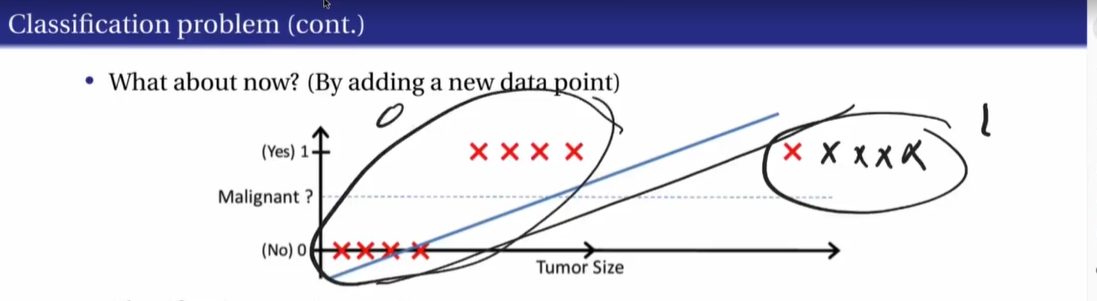 Classification problem (cont.)
• What about now? (By adding a new data point)
0
1
(Yes) 1
Malignant ?
(No) 0
Tumor Size